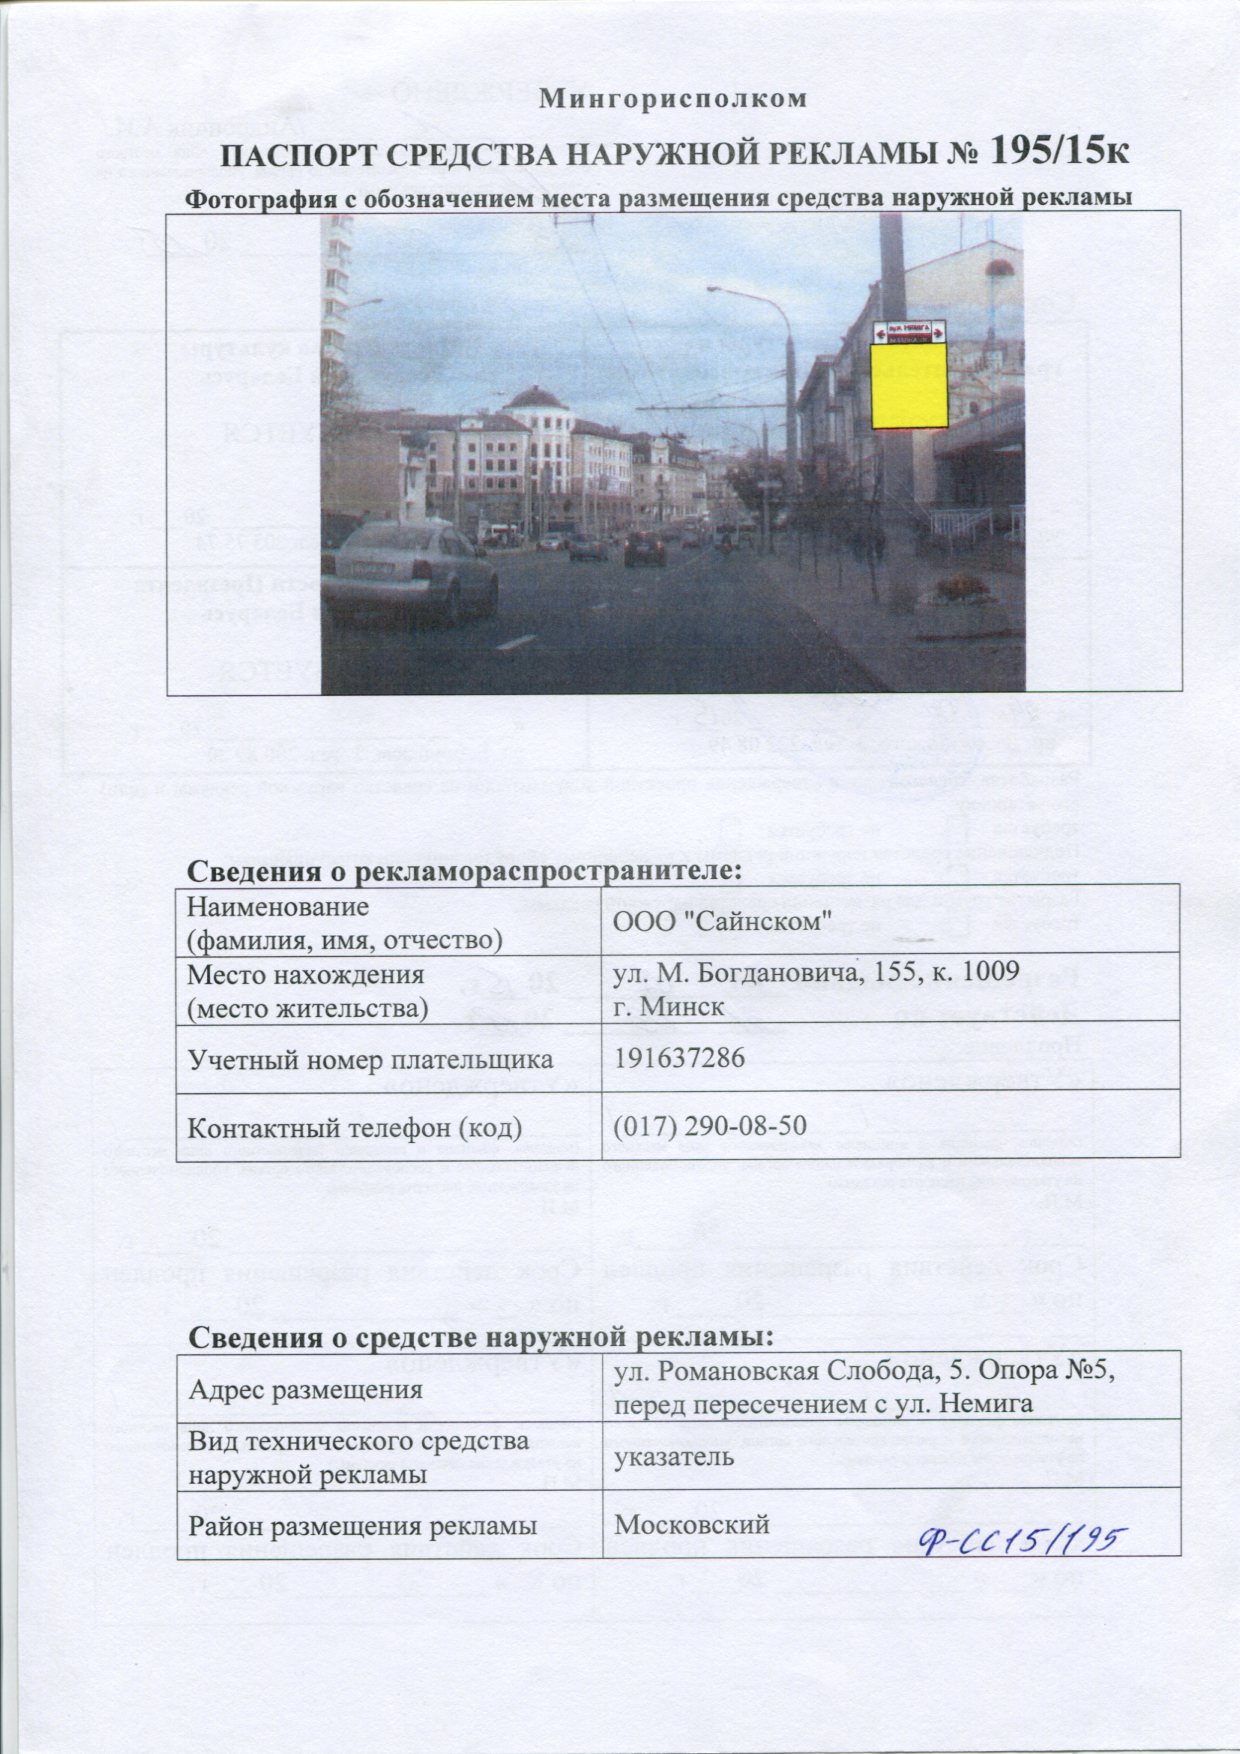 Мингорисполком
ПАСПОРТ СРЕДСТВА НАРУЖНОЙ РЕКЛАМЫ № 195/15к
Фотография с обозначением места размещения средства наружной рекламы
вул. Няміга
Сведения о рекламораспространителе:
Наименование
(фамилия, имя, отчество)
ООО "Сайнском"
Место нахождения
(место жительства)
ул. М. Богдановича, 155, к. 1009
г. Минск
Учетный номер плательщика
191637286
Контактный телефон (код)
(017) 290-08-50
Сведения о средстве наружной рекламы:
Адрес размещения
ул. Романовская Слобода, 5. Опора №5,
перед пересечением с ул. Немига
Вид технического средства
наружной рекламы
указатель
Район размещения рекламы
Московский
Ф-СС15/195